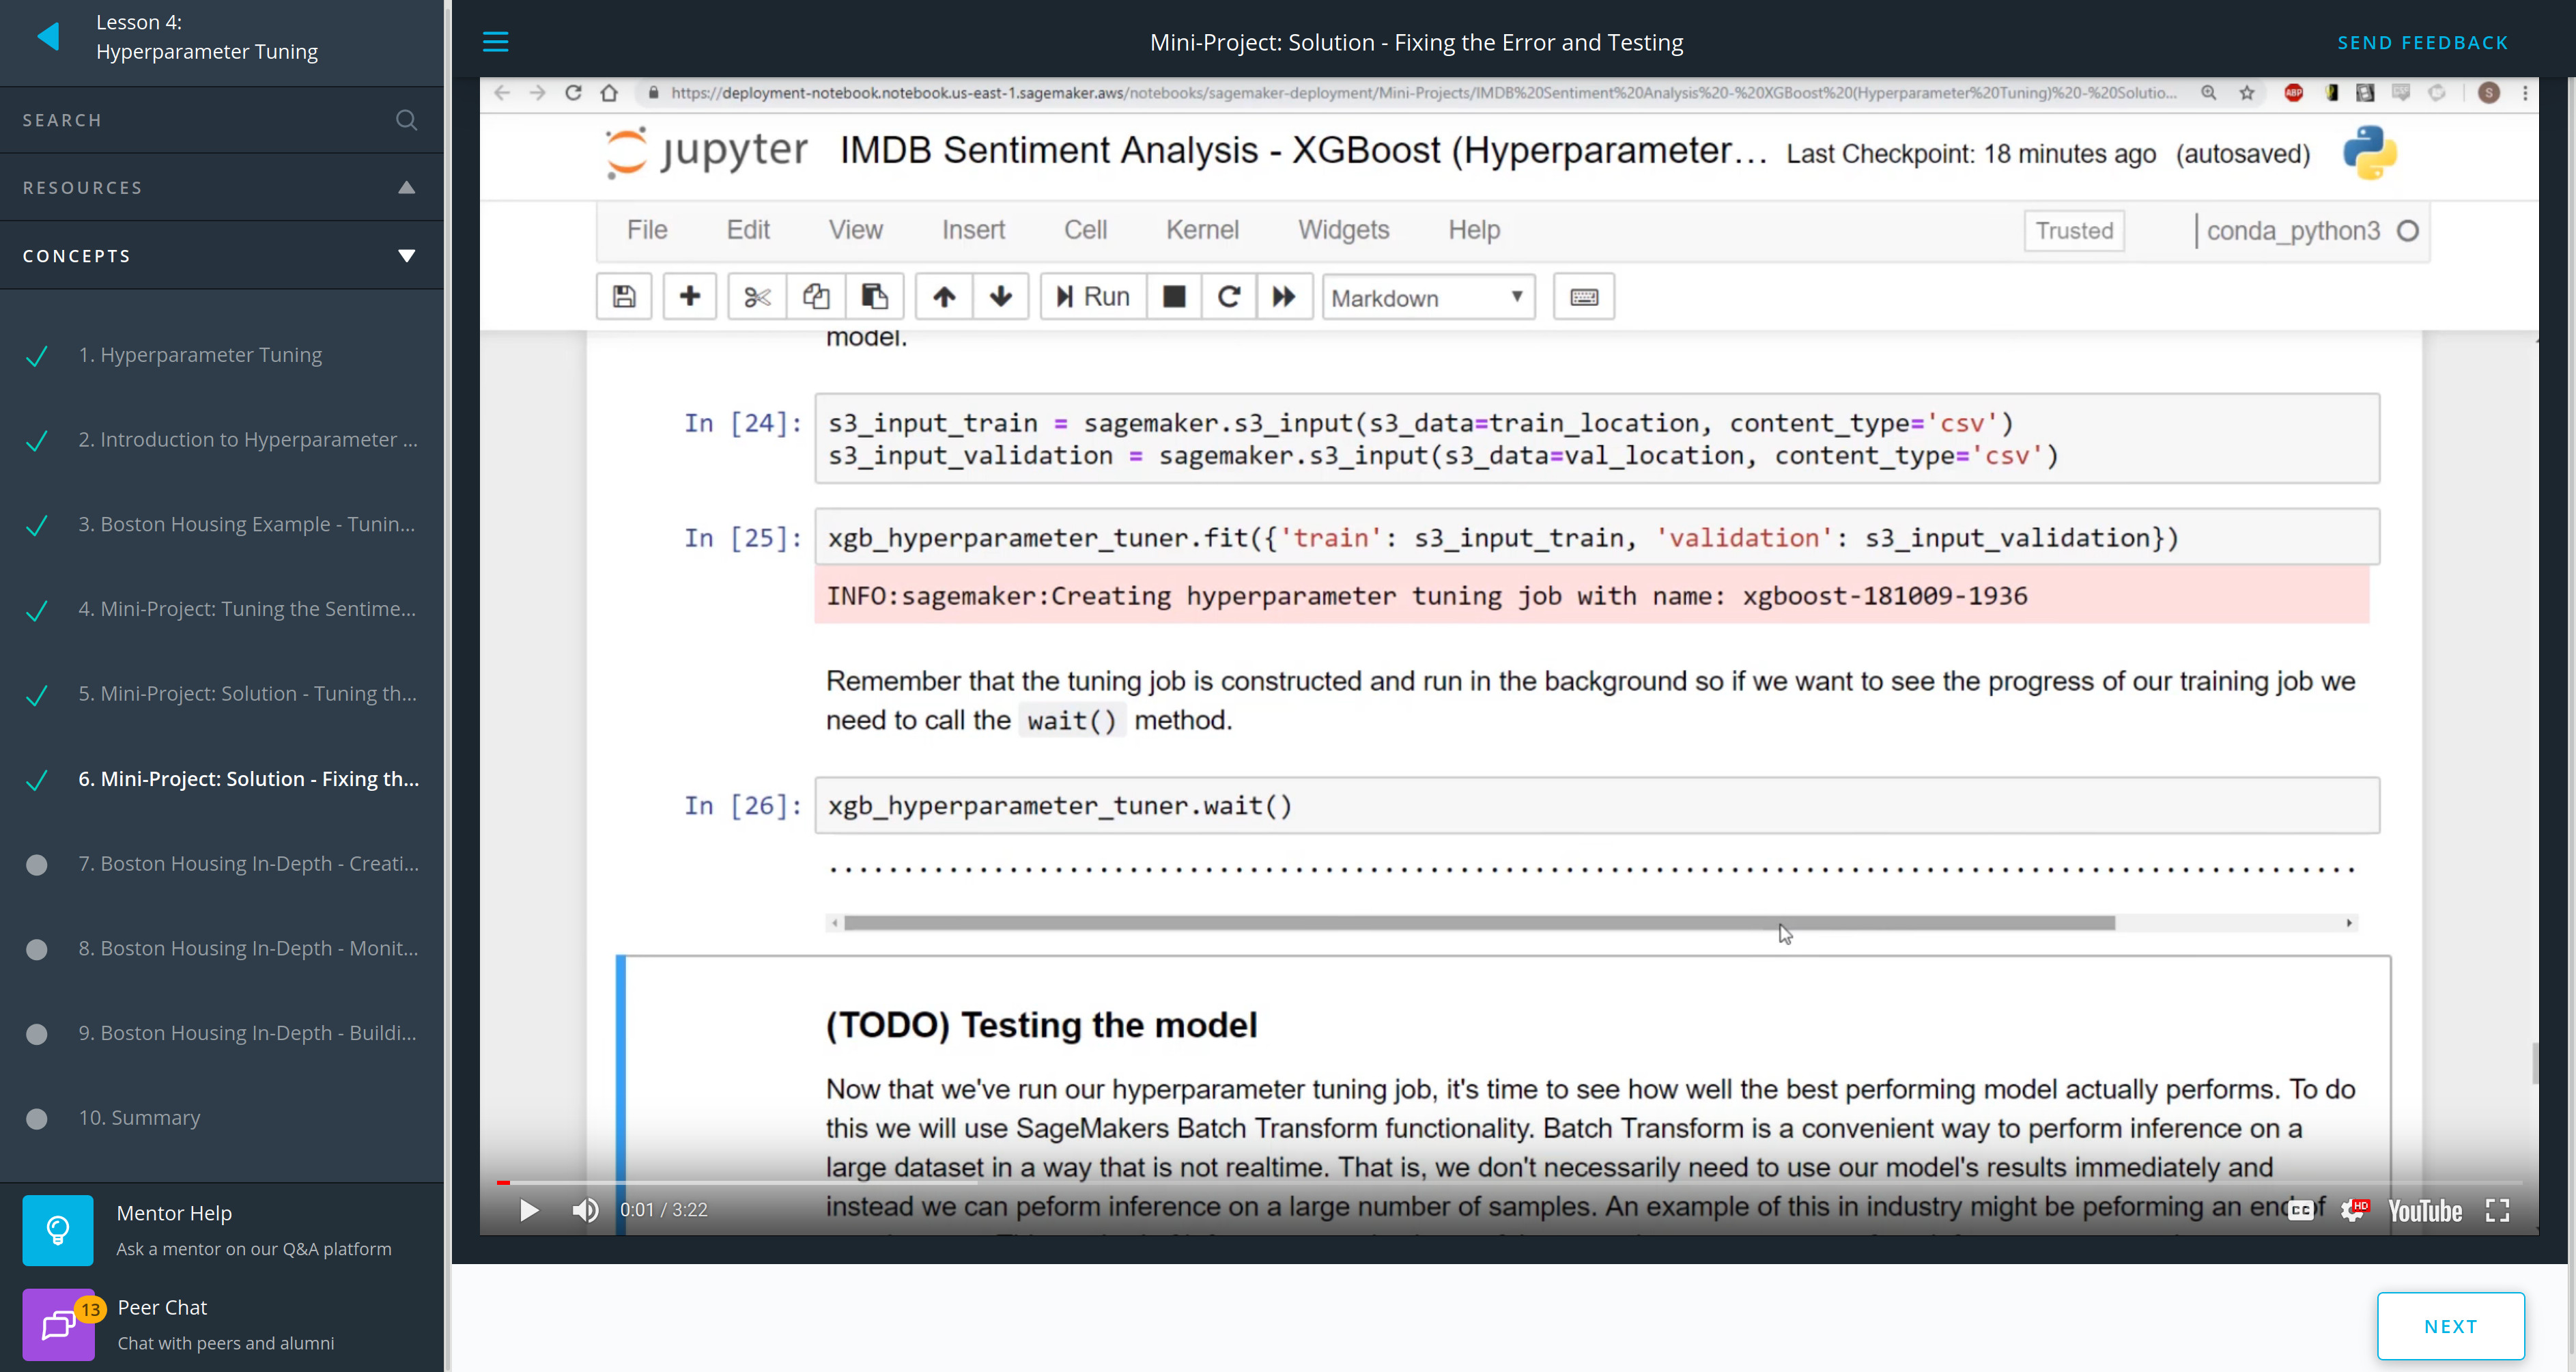 Lesson 4:
Hyperparameter Tuning
SEARCH
RESOURCES
CONCEPTS
1. Hyperparameter Tuning
2. Introduction to Hyperparameter ...
3. Boston Housing Example - Tunin...
4. Mini-Project: Tuning the Sentime...
5. Mini-Project: Solution - Tuning th...
6. Mini-Project: Solution - Fixing th...
7. Boston Housing In-Depth - Creati...
8. Boston Housing In-Depth - Monit...
9. Boston Housing In-Depth - Buildi...
10. Summary
Mentor Help
Ask a mentor on our Q&A platform
13
Peer Chat
Chat with peers and alumni
Mini-Project: Solution - Fixing the Error and Testing
SEND FEEDBACK
https://deployment-notebook.notebook.us-east-1.sagemaker.aws/notebooks/sagemaker-deployment/Mini-Projects/IMDB%20Sentiment%20Analysis%20-%20XGBoost%20(Hyperparameter%20Tuning)%20-%20Solutio...
ABP
S
jupyter IMDB Sentiment Analysis - XGBoost (Hyperparameter... Last Checkpoint: 18 minutes ago (autosaved)
File Edit View Insert Cell Kernel Widgets Help Trusted conda_python3
Run Markdown
model.
In [24]: s3_input_train = sagemaker.s3_input(s3_data=train_location, content_type='csv')
s3_input_validation = sagemaker.s3_input(s3_data=val_location, content_type='csv')
In [25]: xgb_hyperparameter_tuner.fit({'train': s3_input_train, 'validation': s3_input_validation})
INFO:sagemaker:Creating hyperparameter tuning job with name: xgboost-181009-1936
Remember that the tuning job is constructed and run in the background so if we want to see the progress of our training job we
need to call the wait() method.
In [26]: xgb_hyperparameter_tuner.wait()
......................................................................................................
(TODO) Testing the model
Now that we've run our hyperparameter tuning job, it's time to see how well the best performing model actually performs. To do
this we will use SageMakers Batch Transform functionality. Batch Transform is a convenient way to perform inference on a
large dataset in a way that is not realtime. That is, we don't necessarily need to use our model's results immediately and
instead we can peform inference on a large number of samples. An example of this in industry might be peforming an end of
0:01 / 3:22
CC
HD
YouTube
NEXT